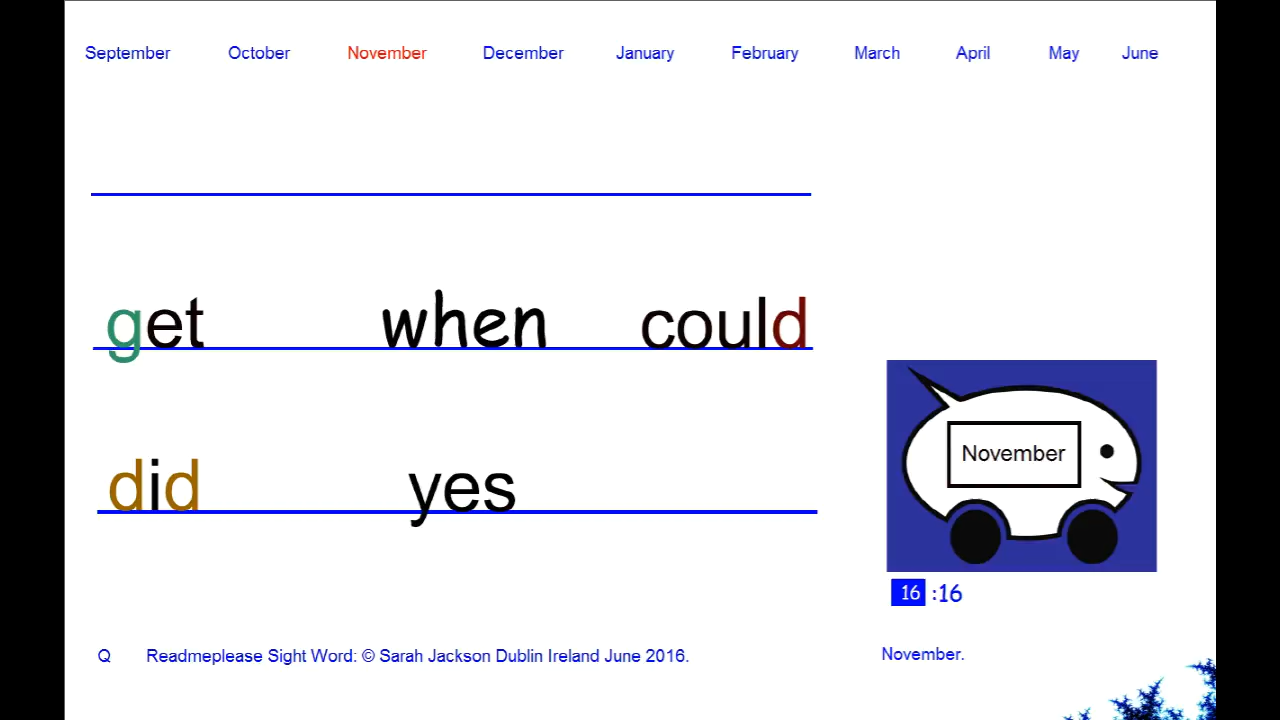 September October November December January February March April May June
get when could
November
did yes
16 :16
Q Readmeplease Sight Word: © Sarah Jackson Dublin Ireland June 2016. November.